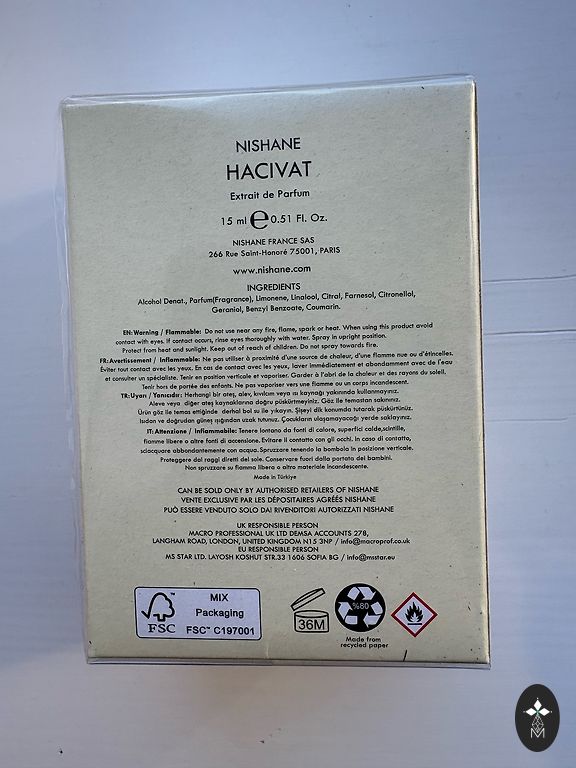 NISHANE
HACIVAT
Extrait de Parfum
15 ml e 0.51 Fl. Oz.
NISHANE FRANCE SAS
266 Rue Saint-Honoré 75001, PARIS
www.nishane.com
INGREDIENTS
Alcohol Denat., Parfum(Fragrance), Limonene, Linalool, Citral, Farnesol, Citronellol,
Geraniol, Benzyl Benzoate, Coumarin.
EN: Warning / Flammable: Do not use near any fire, flame, spark or heat. When using this product avoid
contact with eyes. If contact occurs, rinse eyes thoroughly with water. Spray in upright position.
Protect from heat and sunlight. Keep out of reach of children. Do not spray towards fire.
FR: Avertissement / Inflammable: Ne pas utiliser à proximité d'une source de chaleur, d'une flamme nue ou d'étincelles.
Éviter tout contact avec les yeux. En cas de contact avec les yeux, laver immédiatement et abondamment avec de l'eau
et consulter un spécialiste. Tenir en position verticale et vaporiser. Garder à l'abri de la chaleur et des rayons du soleil.
Tenir hors de portée des enfants. Ne pas vaporiser vers une flamme ou un corps incandescent.
TR: Uyarı / Yanıcıdır: Herhangi bir ateş, alev, kıvılcım veya ısı kaynağı yakınında kullanmayınız.
Aleve veya diğer ateş kaynaklarına doğru püskürtmeyiniz. Göz ile temastan sakınınız.
Ürün göz ile temas ettiğinde derhal bol su ile yıkayın. Şişeyi dik konumda tutarak püskürtünüz.
Isıdan ve doğrudan güneş ışığından uzak tutunuz. Çocukların ulaşamayacağı yerde saklayınız.
IT: Attenzione / Infiammabile: Tenere lontano da fonti di calore, superfici calde,scintille,
fiamme libere o altre fonti di accensione. Evitare il contatto con gli occhi. In caso di contatto,
sciacquare abbondantemente con acqua. Spruzzare tenendo la bombola in posizione verticale.
Proteggere dai raggi diretti del sole. Conservare fuori dalla portata dei bambini.
Non spruzzare su fiamma libera o altro materiale incandescente.
Made in Türkiye
CAN BE SOLD ONLY BY AUTHORISED RETAILERS OF NISHANE
VENTE EXCLUSIVE PAR LES DÉPOSITAIRES AGRÉÉS NISHANE
PUÒ ESSERE VENDUTO SOLO DAI RIVENDITORI AUTORIZZATI NISHANE
UK RESPONSIBLE PERSON
MACRO PROFESSIONAL UK LTD DEMSA ACCOUNTS 278,
LANGHAM ROAD, LONDON, UNITED KINGDOM N15 3NP / info@macroprof.co.uk
EU RESPONSIBLE PERSON
MS STAR LTD. LAYOSH KOSHUT STR.33 1606 SOFIA BG / info@msstar.eu
FSC™
MIX
Packaging
FSC™ C197001
36M
%80
Made from
recycled paper
M